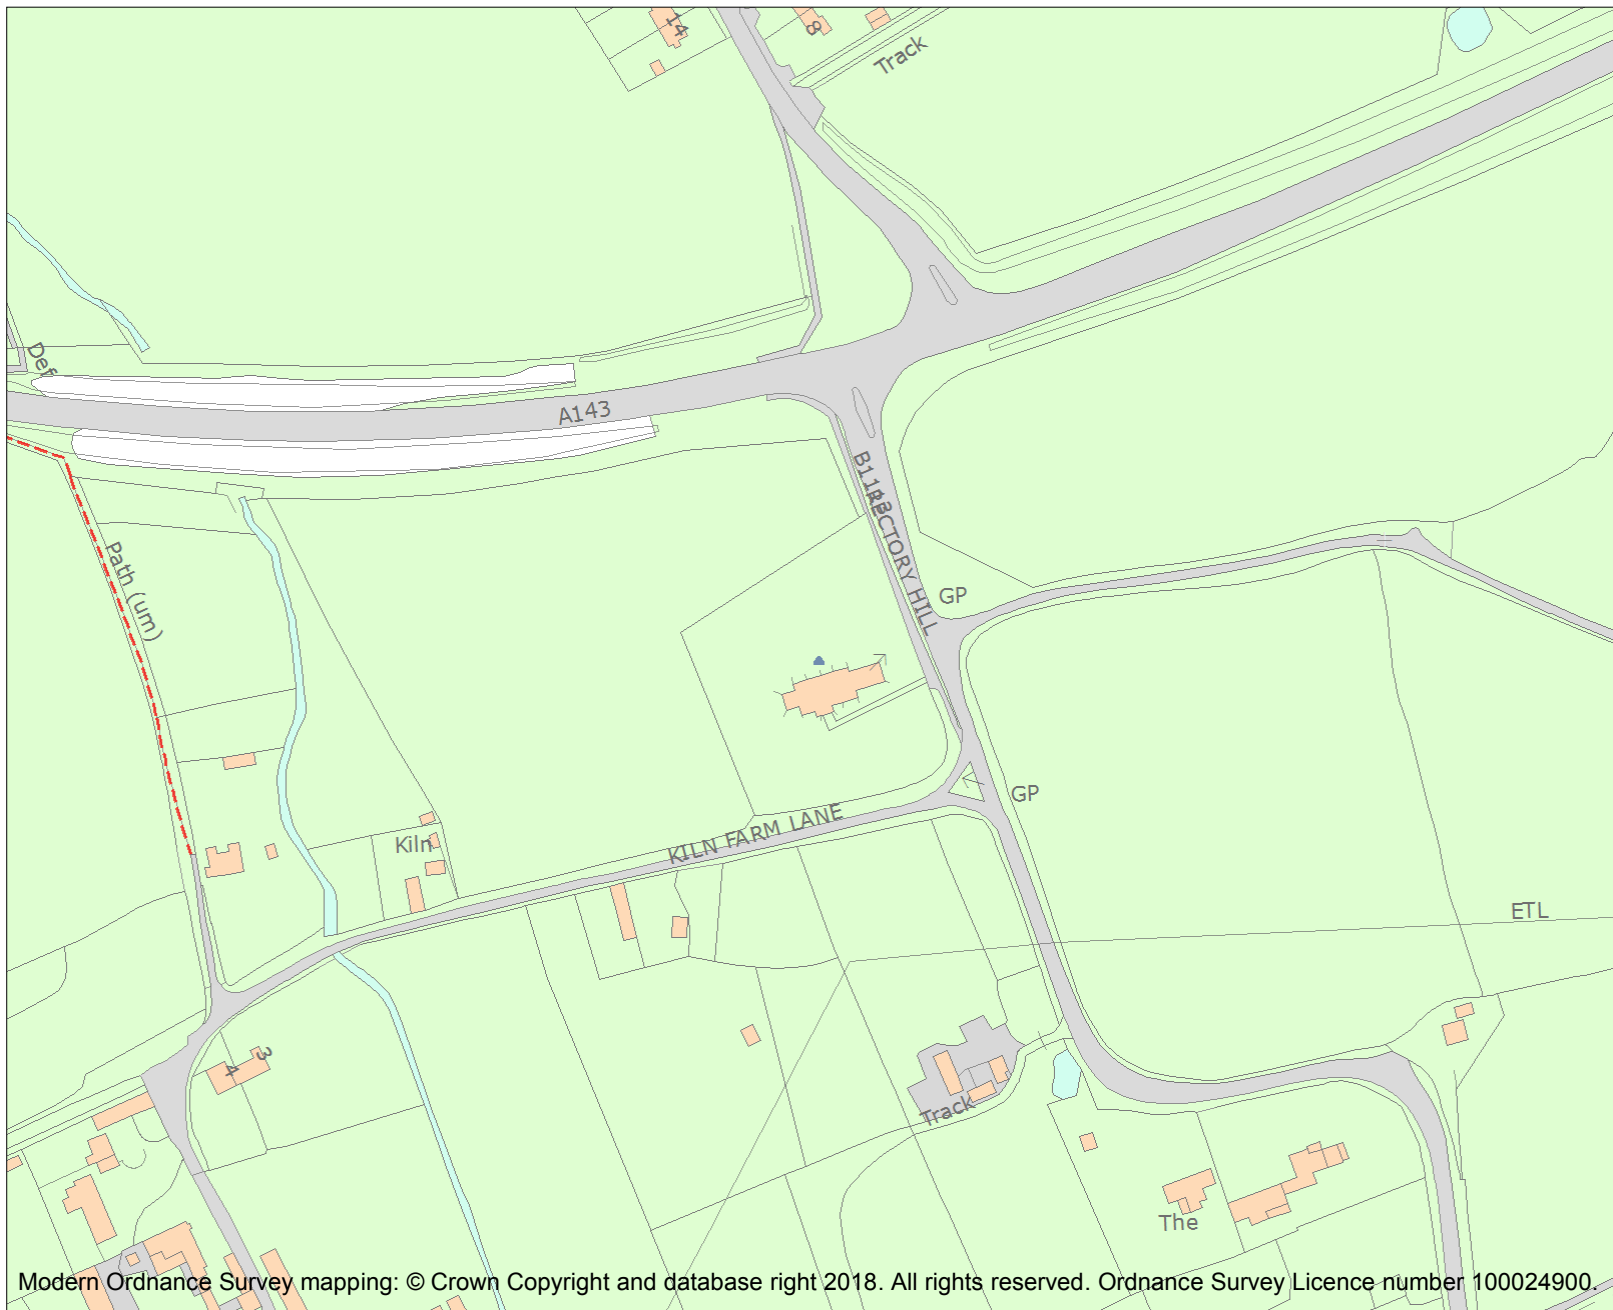 14
8
Track
Def
A143
B1113
RECTORY HILL
Path (um)
GP
GP
KILN FARM LANE
Kiln
ETL
3
4
Track
The
Modern Ordnance Survey mapping: © Crown Copyright and database right 2018. All rights reserved. Ordnance Survey Licence number 100024900.